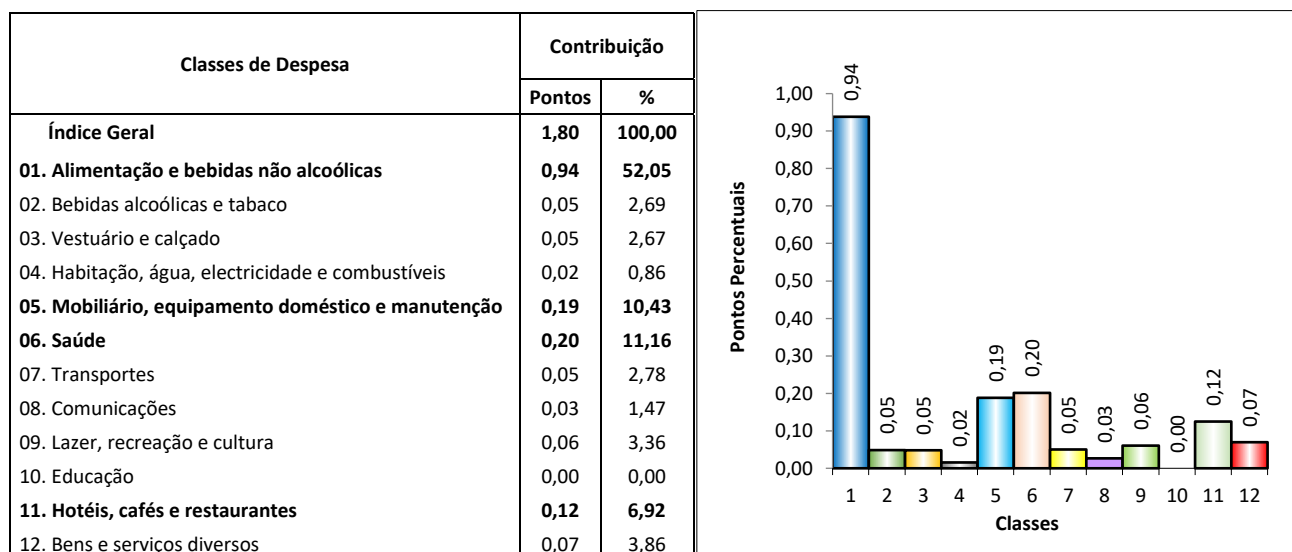 Classes de Despesa
Contribuição
Pontos %
Índice Geral 1,80 100,00
01. Alimentação e bebidas não alcoólicas 0,94 52,05
02. Bebidas alcoólicas e tabaco 0,05 2,69
03. Vestuário e calçado 0,05 2,67
04. Habitação, água, electricidade e combustíveis 0,02 0,86
05. Mobiliário, equipamento doméstico e manutenção 0,19 10,43
06. Saúde 0,20 11,16
07. Transportes 0,05 2,78
08. Comunicações 0,03 1,47
09. Lazer, recreação e cultura 0,06 3,36
10. Educação 0,00 0,00
11. Hotéis, cafés e restaurantes 0,12 6,92
12. Bens e serviços diversos 0,07 3,86
Pontos Percentuais
1,00
0,90
0,80
0,70
0,60
0,50
0,40
0,30
0,20
0,10
0,00
0,94 0,05 0,05 0,02 0,19 0,20 0,05 0,03 0,06 0,00 0,12 0,07
1 2 3 4 5 6 7 8 9 10 11 12
Classes